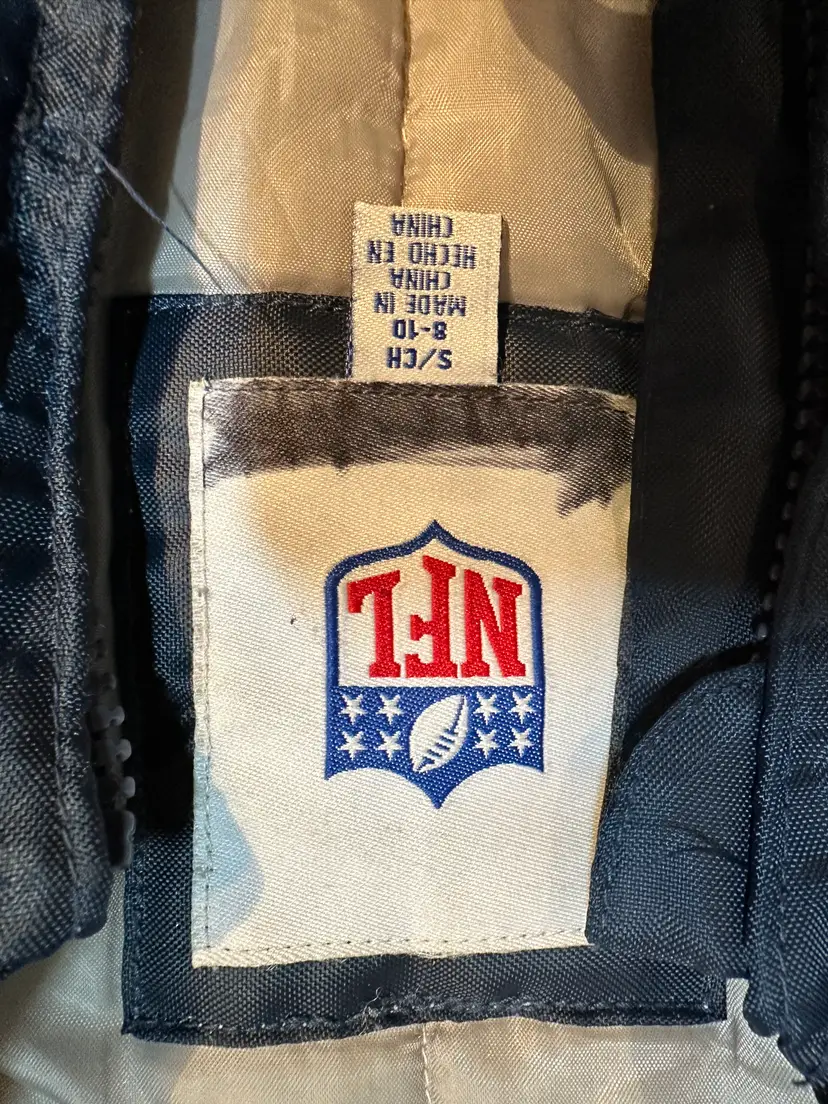 S/CH
8-10
MADE IN
CHINA
HECHO EN
CHINA
NFL